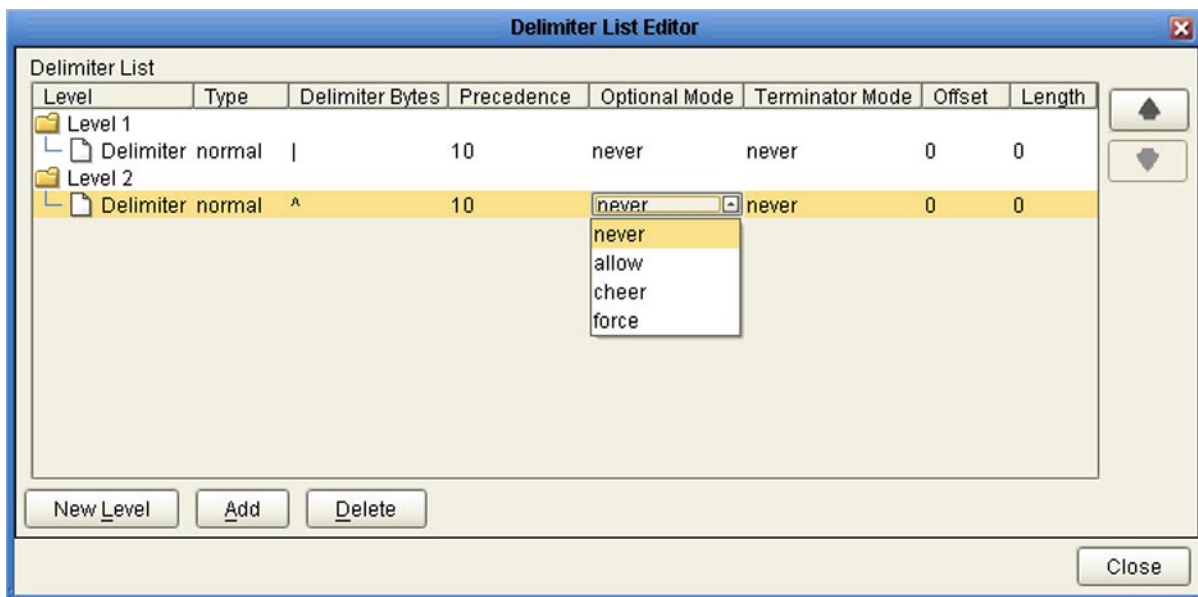 Delimiter List Editor
Delimiter List
Level Type Delimiter Bytes Precedence Optional Mode Terminator Mode Offset Length
Level 1
Delimiter normal | 10 never never 0 0
Level 2
Delimiter normal ^ 10 never never 0 0
never
allow
cheer
force
New Level Add Delete
Close